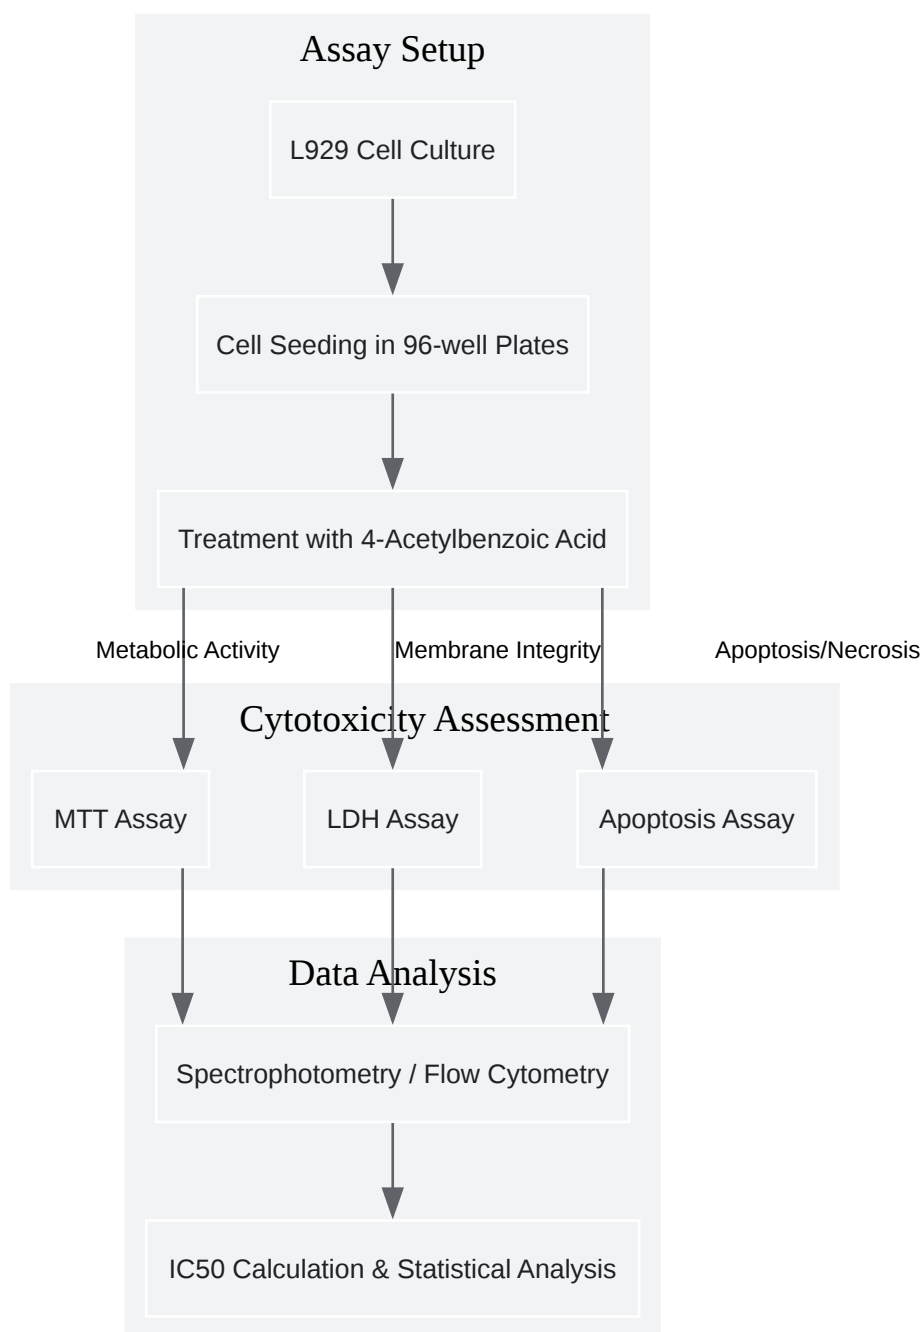 Assay Setup
L929 Cell Culture
Cell Seeding in 96-well Plates
Treatment with 4-Acetylbenzoic Acid
Metabolic Activity
Membrane Integrity
Apoptosis/Necrosis
Cytotoxicity Assessment
MTT Assay
LDH Assay
Apoptosis Assay
Data Analysis
Spectrophotometry / Flow Cytometry
IC50 Calculation & Statistical Analysis